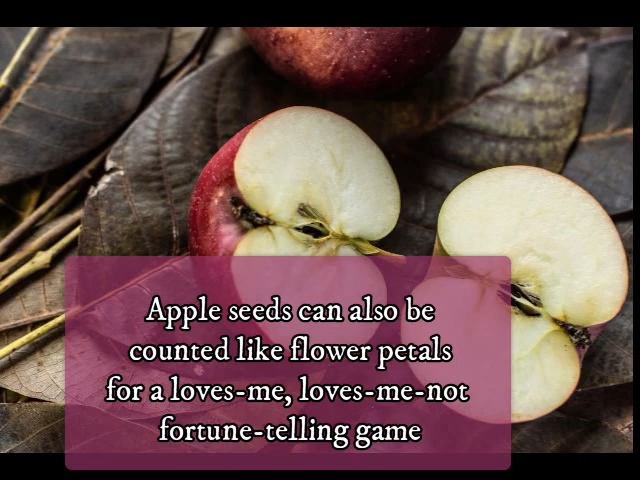 Apple seeds can also be
counted like flower petals
for a loves-me, loves-me-not
fortune-telling game